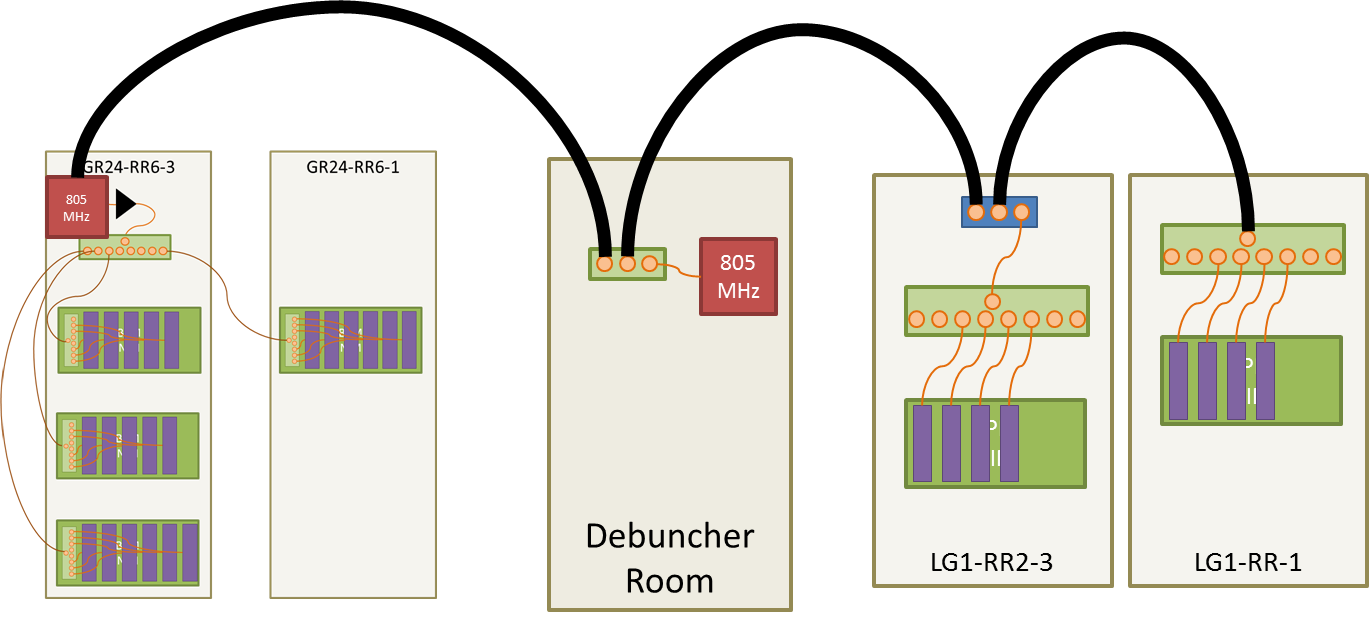 GR24-RR6-3
GR24-RR6-1
805
MHz
805
MHz
Debuncher
Room
LG1-RR2-3
LG1-RR-1